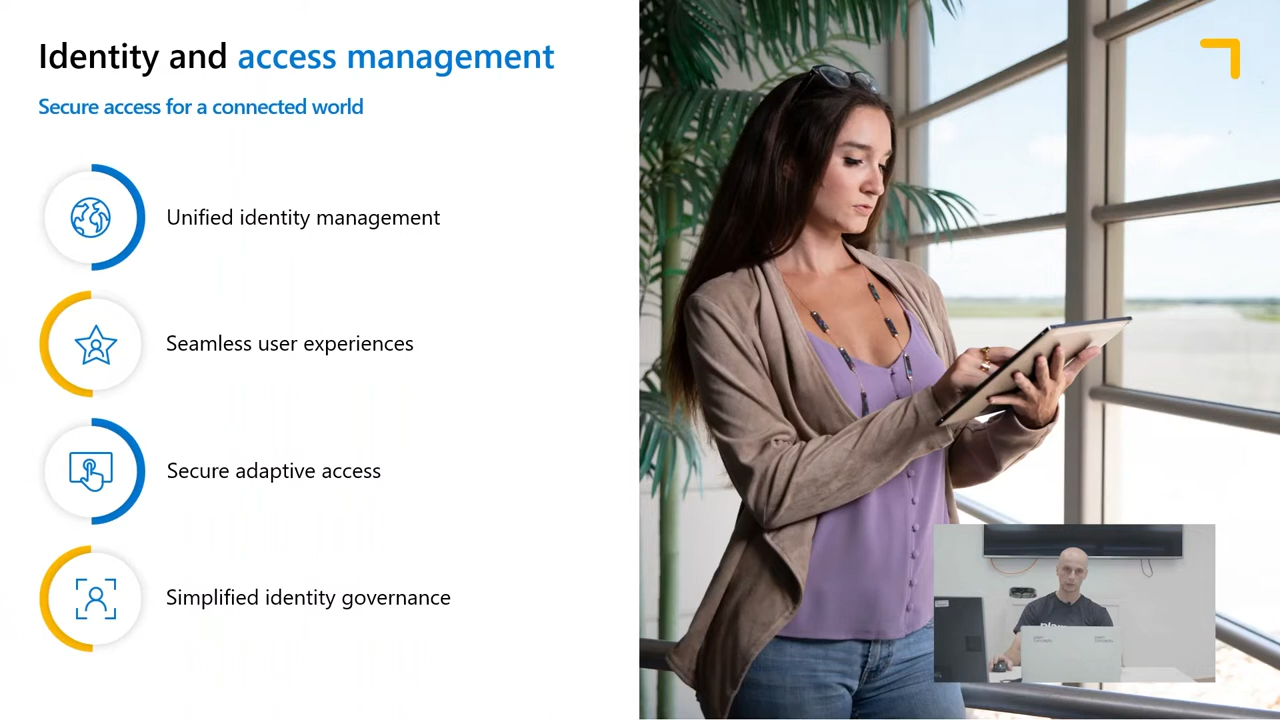 Identity and access management
Secure access for a connected world
Unified identity management
Seamless user experiences
Secure adaptive access
Simplified identity governance